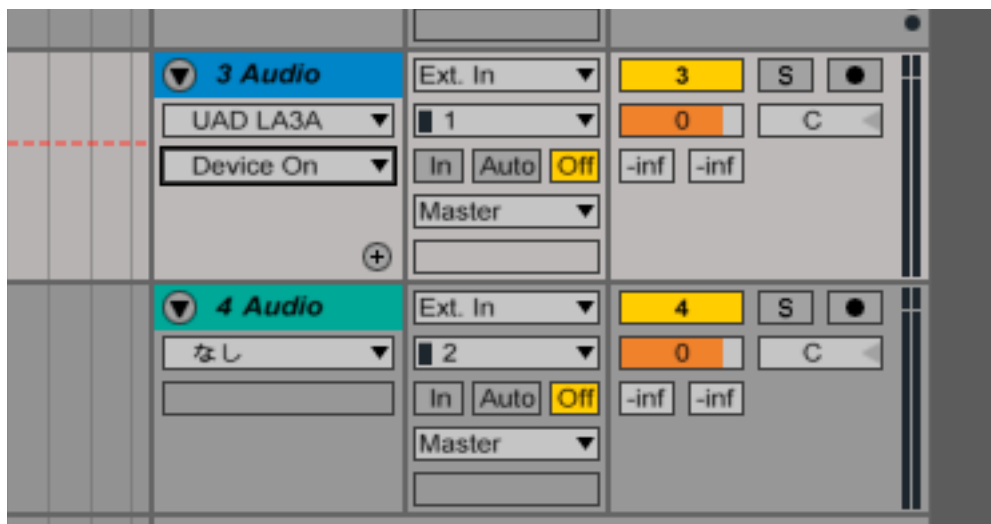 3 Audio Ext. In 3 S
UAD LA3A 1 0 C
Device On In Auto Off -inf -inf
Master
4 Audio Ext. In 4 S
なし 2 0 C
In Auto Off -inf -inf
Master